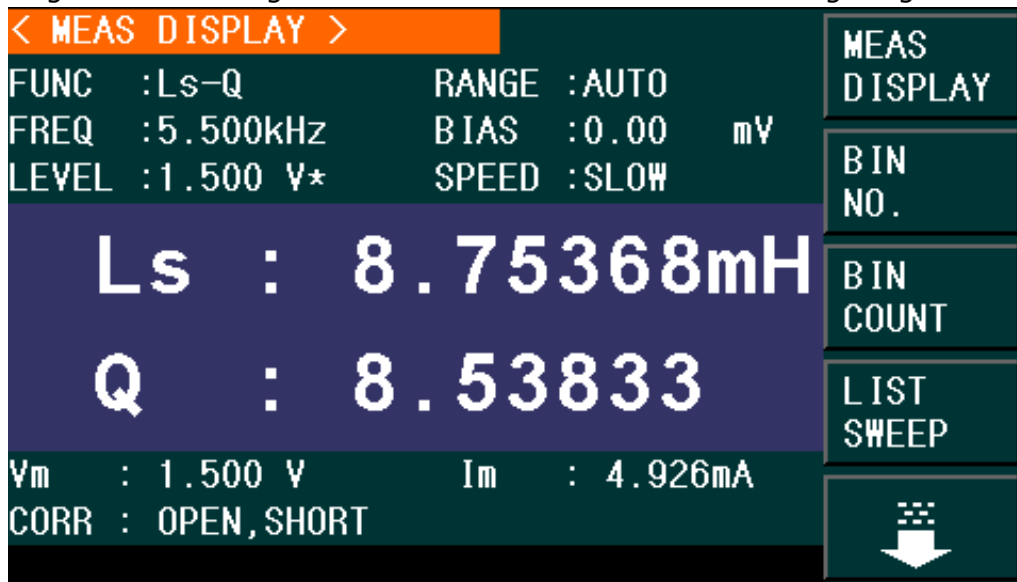 < MEAS DISPLAY >
FUNC :Ls-Q RANGE :AUTO
FREQ :5.500kHz BIAS :0.00 mV
LEVEL :1.500 V* SPEED :SLOW
Ls : 8.75368mH
Q : 8.53833
Vm : 1.500 V Im : 4.926mA
CORR : OPEN,SHORT
MEAS
DISPLAY
BIN
NO.
BIN
COUNT
LIST
SWEEP